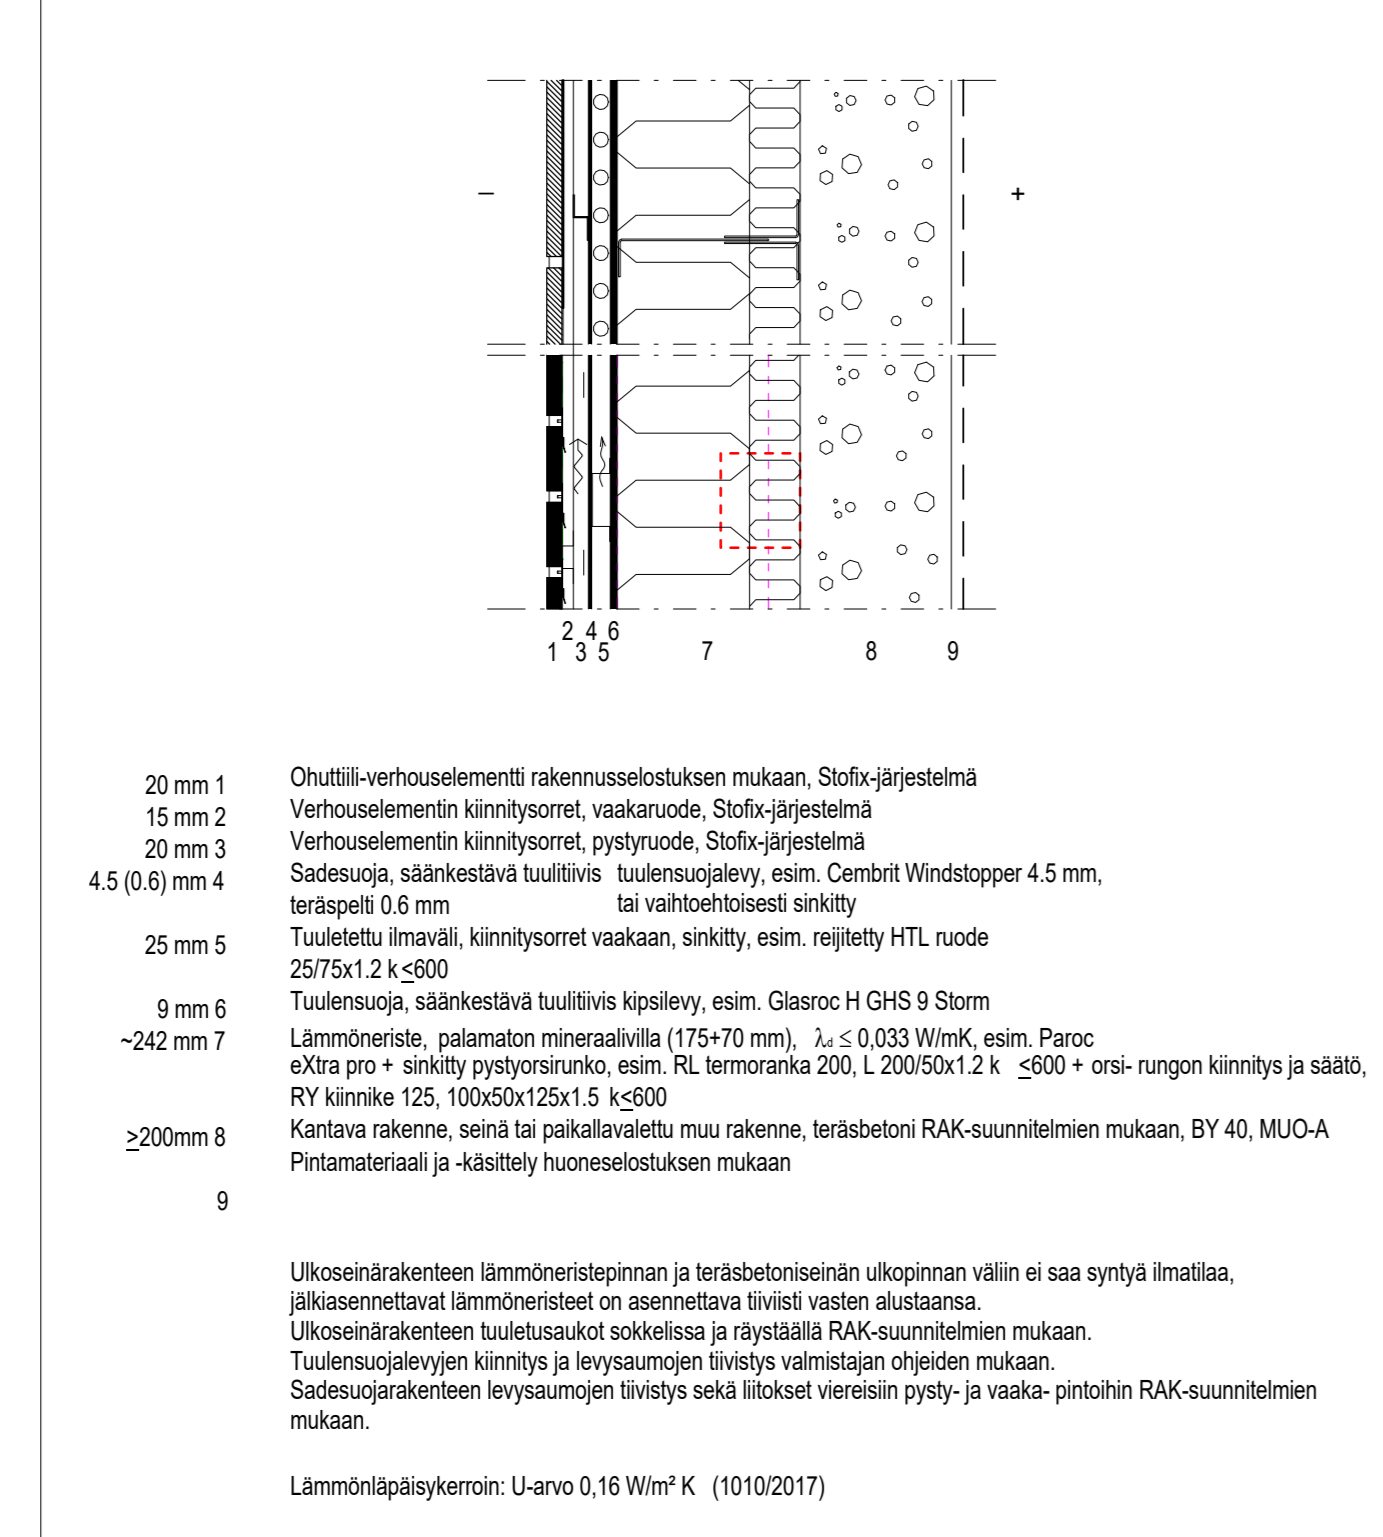 –
+
2 4 6
1 3 5 7 8 9
20 mm 1 Ohuttiili-verhouselementti rakennusselostuksen mukaan, Stofix-järjestelmä
15 mm 2 Verhouselementin kiinnitysorret, vaakaruode, Stofix-järjestelmä
20 mm 3 Verhouselementin kiinnitysorret, pystyruode, Stofix-järjestelmä
4.5 (0.6) mm 4 Sadesuoja, säänkestävä tuulitiivis tuulensuojalevy, esim. Cembrit Windstopper 4.5 mm,
teräspelti 0.6 mm tai vaihtoehtoisesti sinkitty
25 mm 5 Tuuletettu ilmaväli, kiinnitysorret vaakaan, sinkitty, esim. reijitetty HTL ruode
25/75x1.2 k ≤600
9 mm 6 Tuulensuoja, säänkestävä tuulitiivis kipsilevy, esim. Glasroc H GHS 9 Storm
~242 mm 7 Lämmöneriste, palamaton mineraalivilla (175+70 mm), λd ≤ 0,033 W/mK, esim. Paroc
eXtra pro + sinkitty pystyorsirunko, esim. RL termoranka 200, L 200/50x1.2 k ≤600 + orsi- rungon kiinnitys ja säätö,
RY kiinnike 125, 100x50x125x1.5 k≤600
≥200mm 8 Kantava rakenne, seinä tai paikallavalettu muu rakenne, teräsbetoni RAK-suunnitelmien mukaan, BY 40, MUO-A
Pintamateriaali ja -käsittely huoneselostuksen mukaan
9
Ulkoseinärakenteen lämmöneristepinnan ja teräsbetoniseinän ulkopinnan väliin ei saa syntyä ilmatilaa,
jälkiasennettavat lämmöneristeet on asennettava tiiviisti vasten alustaansa.
Ulkoseinärakenteen tuuletusaukot sokkelissa ja räystäällä RAK-suunnitelmien mukaan.
Tuulensuojalevyjen kiinnitys ja levysaumojen tiivistys valmistajan ohjeiden mukaan.
Sadesuojarakenteen levysaumojen tiivistys sekä liitokset viereisiin pysty- ja vaaka- pintoihin RAK-suunnitelmien
mukaan.
Lämmönläpäisykerroin: U-arvo 0,16 W/m² K (1010/2017)